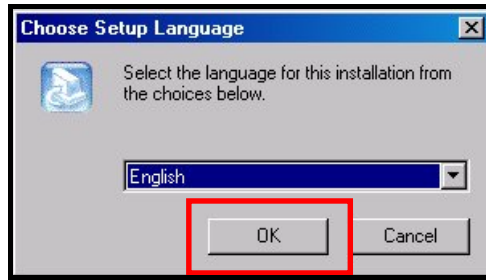 Choose Setup Language
Select the language for this installation from
the choices below.
English
OK
Cancel